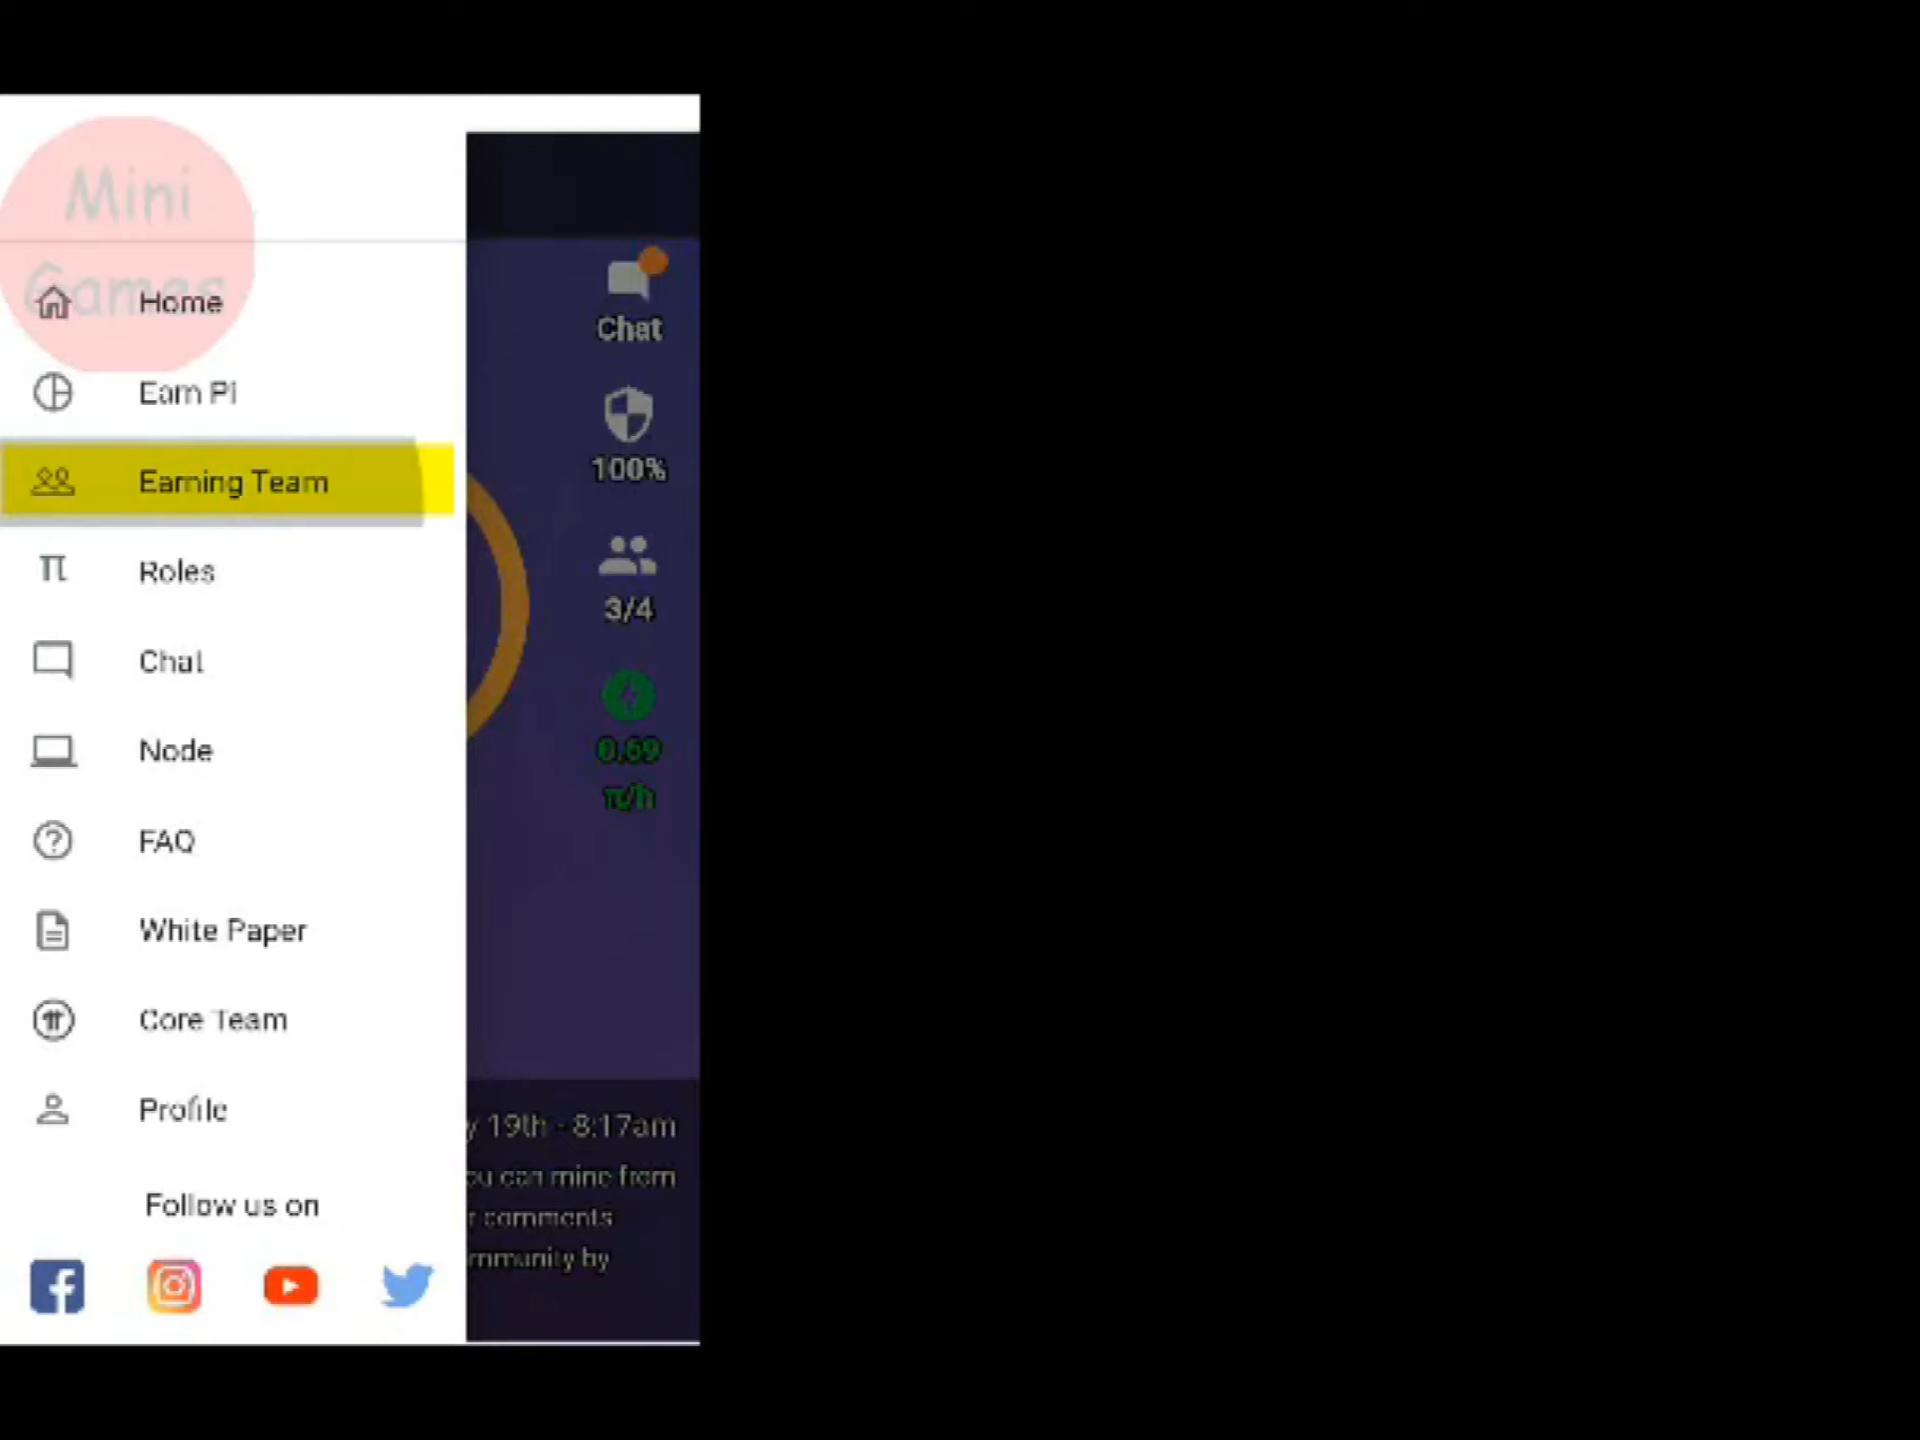 Mini
Games
Home
Earn Pi
Earning Team
Roles
Chat
Node
FAQ
White Paper
Core Team
Profile
Follow us on
Chat
100%
3/4
0.69
π/h
y 19th - 8:17am
ou can mine from
r comments
mmunity by